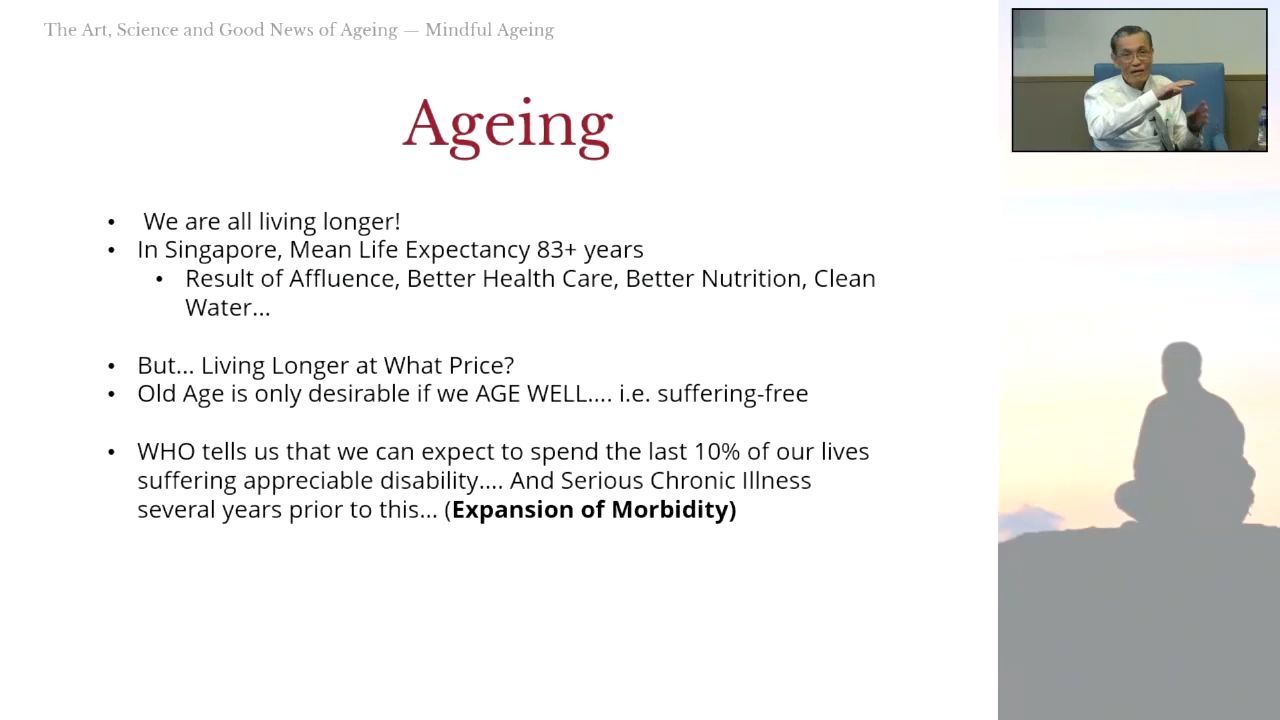 The Art, Science and Good News of Ageing — Mindful Ageing
Ageing
• We are all living longer!
• In Singapore, Mean Life Expectancy 83+ years
• Result of Affluence, Better Health Care, Better Nutrition, Clean
Water...
• But... Living Longer at What Price?
• Old Age is only desirable if we AGE WELL.... i.e. suffering-free
• WHO tells us that we can expect to spend the last 10% of our lives
suffering appreciable disability.... And Serious Chronic Illness
several years prior to this... (Expansion of Morbidity)